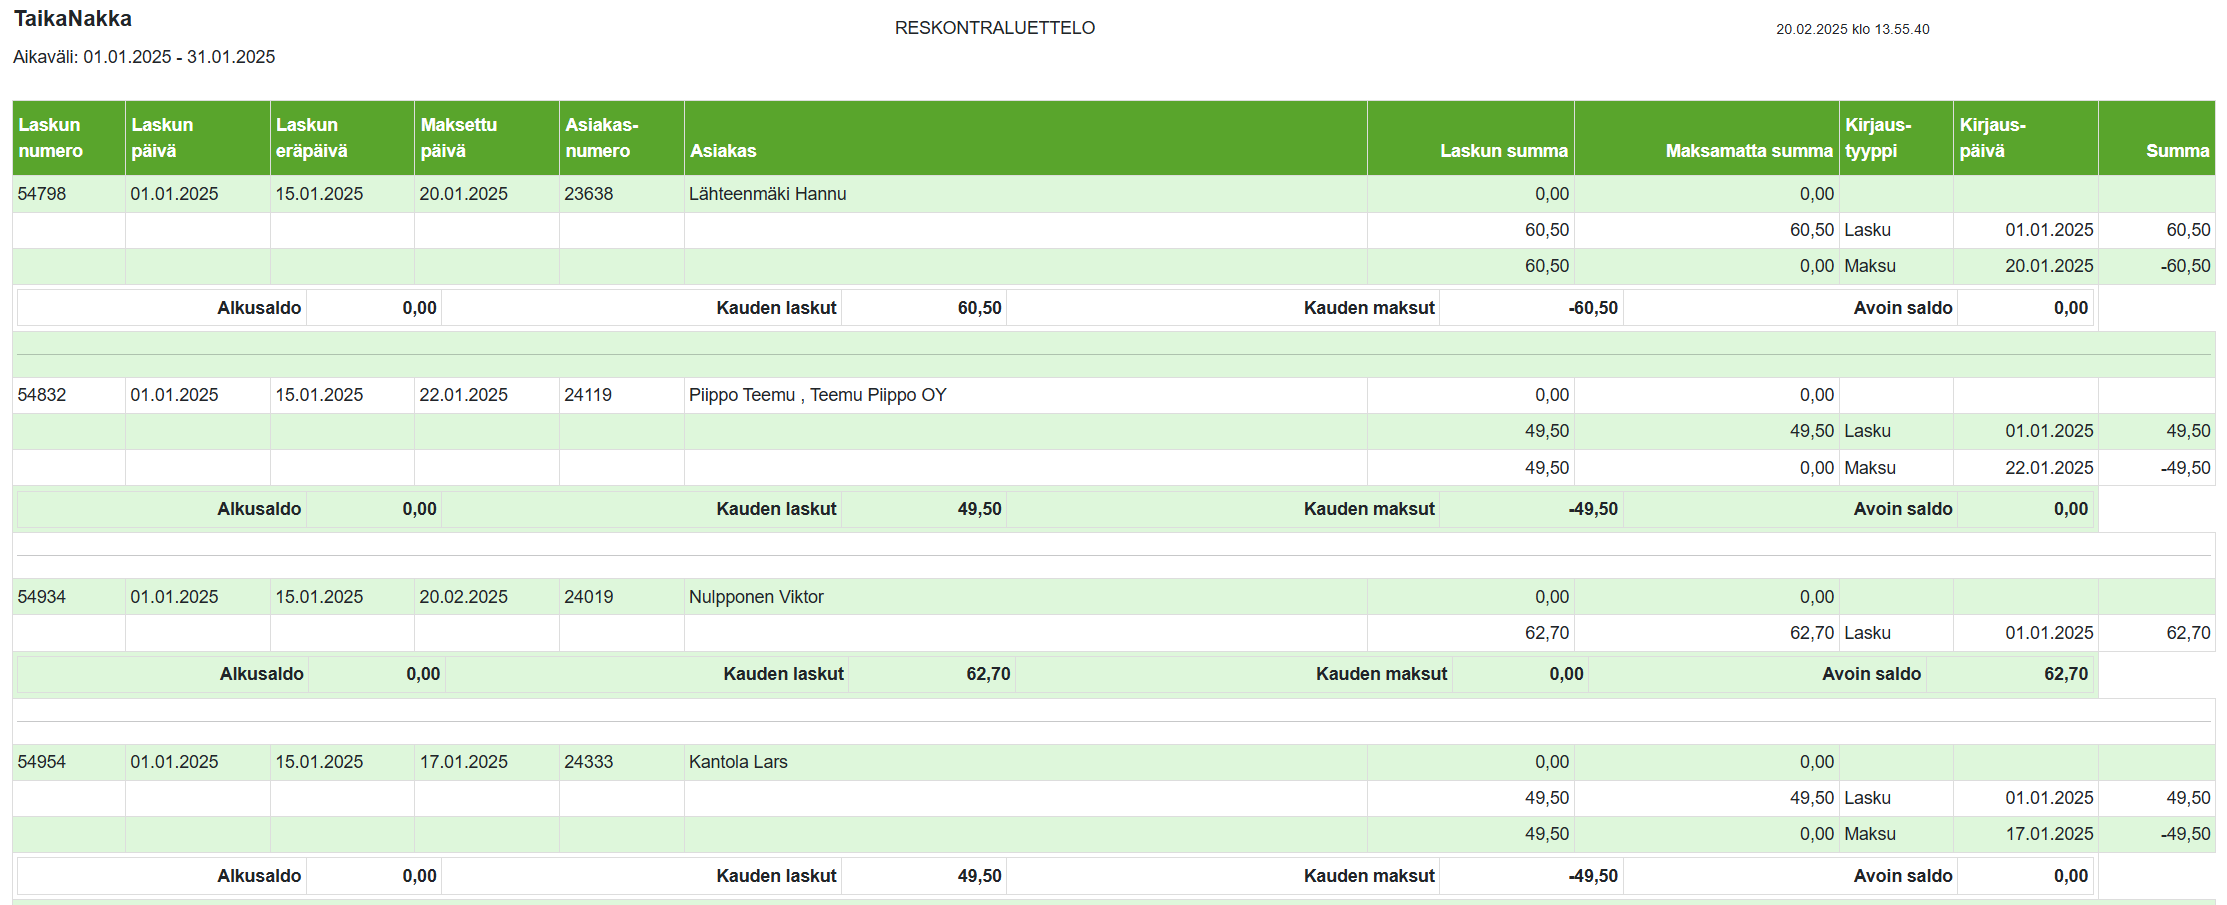 TaikaNakka
RESKONTRALUETTELO
20.02.2025 klo 13.55.40
Aikaväli: 01.01.2025 - 31.01.2025
Laskun numero Laskun päivä Laskun eräpäivä Maksettu päivä Asiakas-numero Asiakas Laskun summa Maksamatta summa Kirjaus-tyyppi Kirjaus-päivä Summa
54798 01.01.2025 15.01.2025 20.01.2025 23638 Lähteenmäki Hannu 0,00 0,00
60,50 60,50 Lasku 01.01.2025 60,50
60,50 0,00 Maksu 20.01.2025 -60,50
Alkusaldo 0,00 Kauden laskut 60,50 Kauden maksut -60,50 Avoin saldo 0,00
54832 01.01.2025 15.01.2025 22.01.2025 24119 Piippo Teemu , Teemu Piippo OY 0,00 0,00
49,50 49,50 Lasku 01.01.2025 49,50
49,50 0,00 Maksu 22.01.2025 -49,50
Alkusaldo 0,00 Kauden laskut 49,50 Kauden maksut -49,50 Avoin saldo 0,00
54934 01.01.2025 15.01.2025 20.02.2025 24019 Nulpponen Viktor 0,00 0,00
62,70 62,70 Lasku 01.01.2025 62,70
Alkusaldo 0,00 Kauden laskut 62,70 Kauden maksut 0,00 Avoin saldo 62,70
54954 01.01.2025 15.01.2025 17.01.2025 24333 Kantola Lars 0,00 0,00
49,50 49,50 Lasku 01.01.2025 49,50
49,50 0,00 Maksu 17.01.2025 -49,50
Alkusaldo 0,00 Kauden laskut 49,50 Kauden maksut -49,50 Avoin saldo 0,00